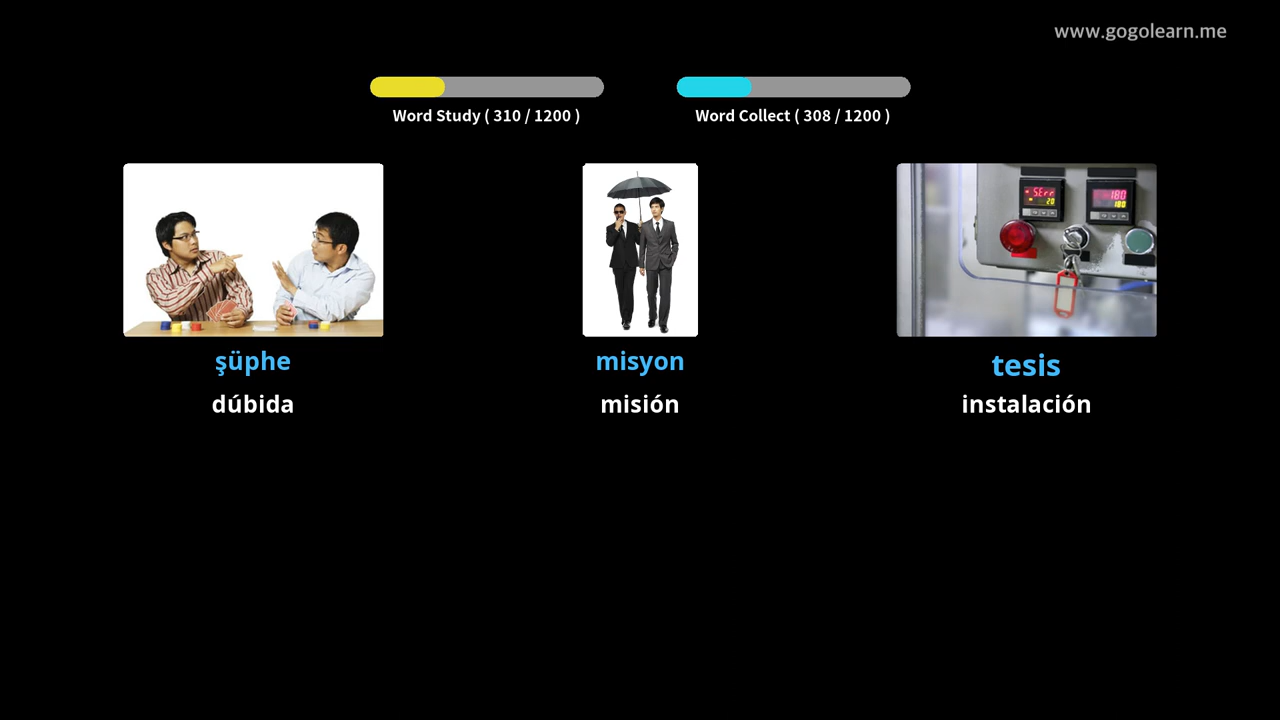 www.gogolearn.me
Word Study ( 310 / 1200 )
Word Collect ( 308 / 1200 )
şüphe
dúbida
misyon
misión
tesis
instalación